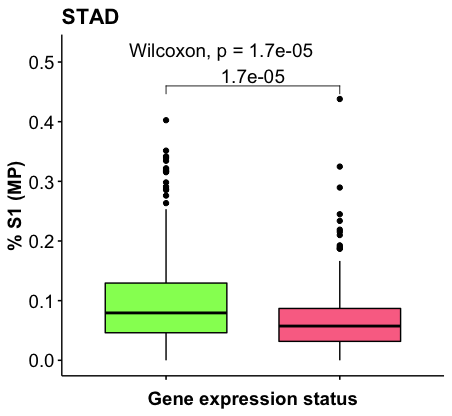 STAD
Wilcoxon, p = 1.7e-05
1.7e-05
0.5
0.4
0.3
0.2
0.1
0.0
% S1 (MP)
Gene expression status